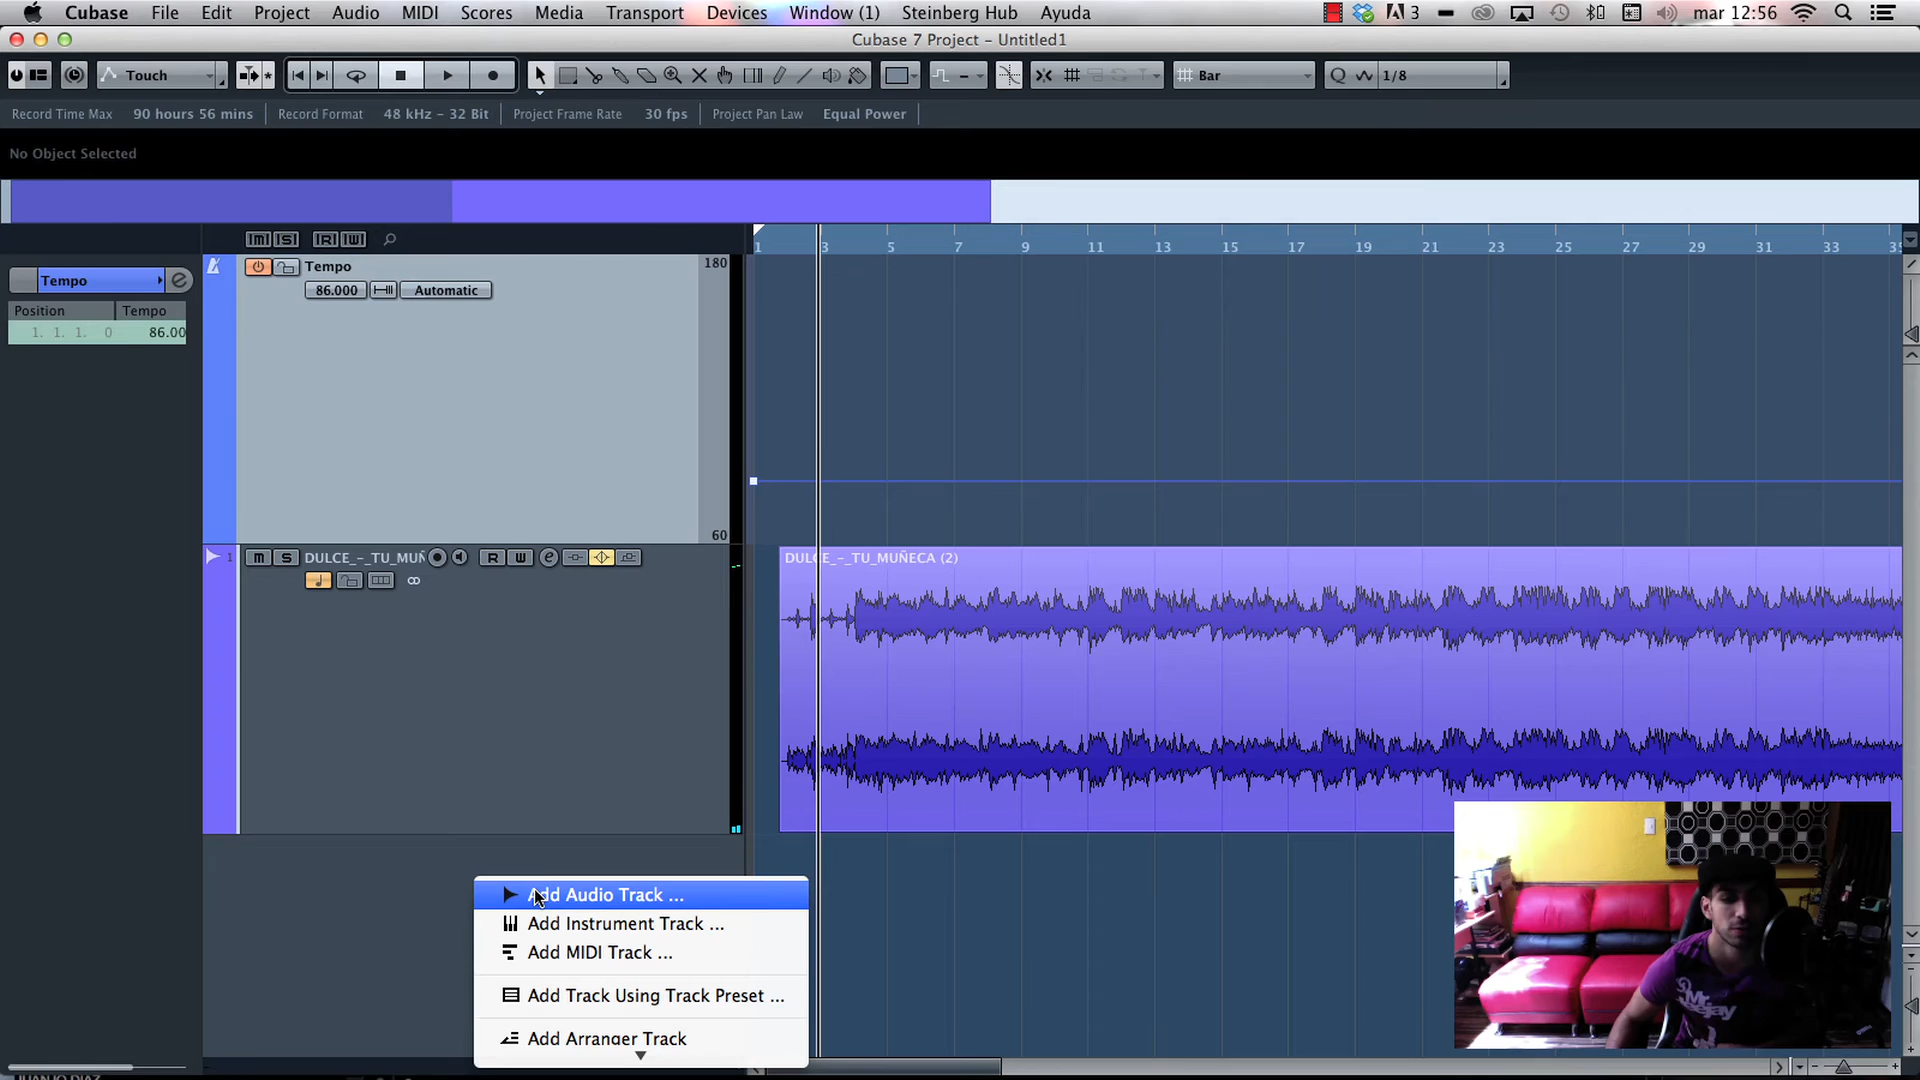 Cubase File Edit Project Audio MIDI Scores Media Transport Devices Window (1) Steinberg Hub Ayuda 3 mar 12:56
Cubase 7 Project - Untitled1
Touch Bar Q 1/8
Record Time Max 90 hours 56 mins Record Format 48 kHz - 32 Bit Project Frame Rate 30 fps Project Pan Law Equal Power
No Object Selected
M S R W
1 3 5 7 9 11 13 15 17 19 21 23 25 27 29 31 33 35
Tempo 180
86.000 Automatic
60
Tempo
Position Tempo
1. 1. 1. 0 86.00
1 M S DULCE_-_TU_MUÑ R W e
DULCE_-_TU_MUÑECA (2)
Add Audio Track ...
Add Instrument Track ...
Add MIDI Track ...
Add Track Using Track Preset ...
Add Arranger Track